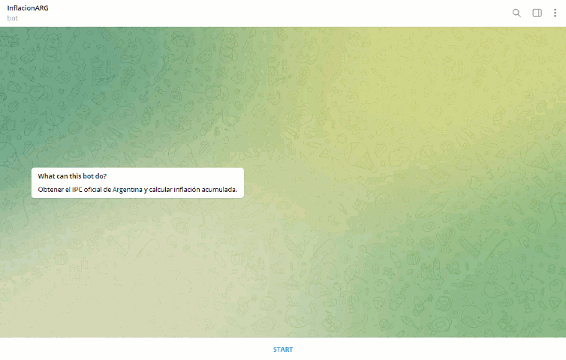 InflacionARG
bot
What can this bot do?
Obtener el IPC oficial de Argentina y calcular inflación acumulada.
START